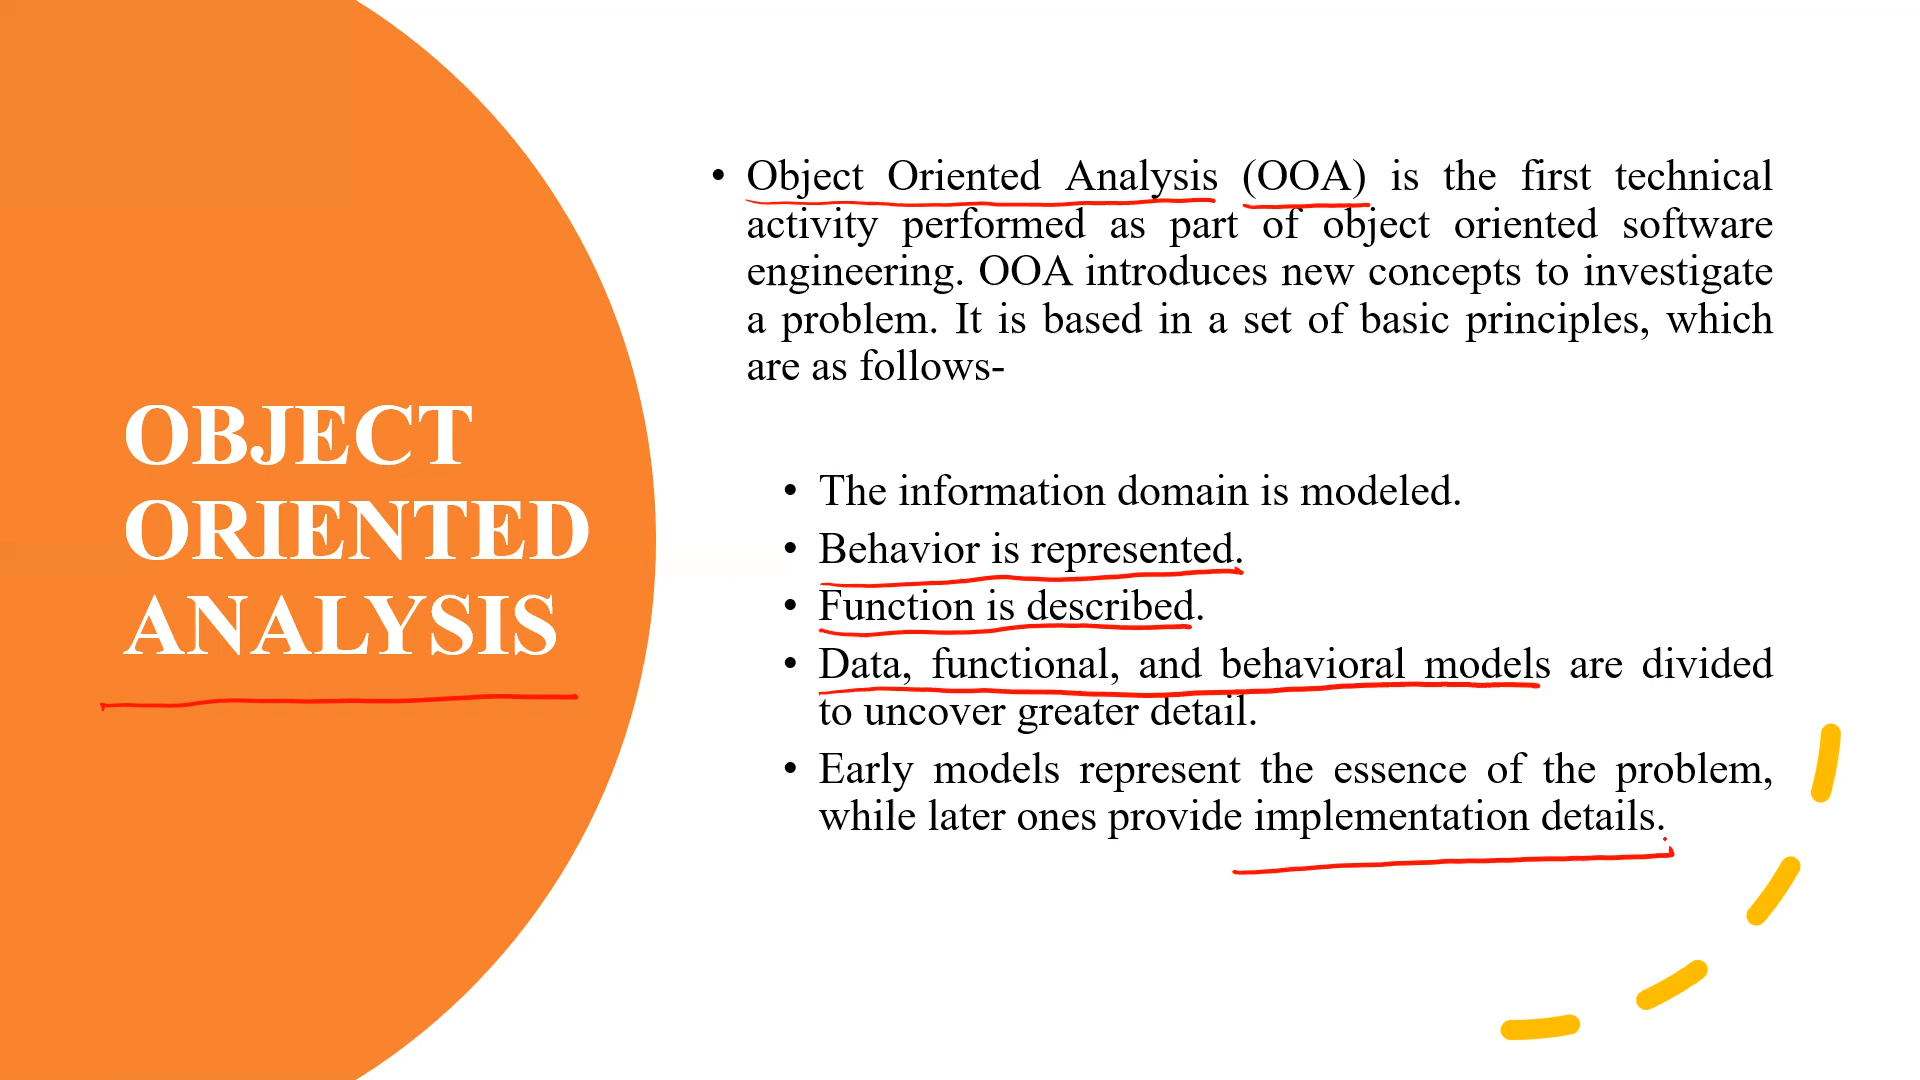 OBJECT
ORIENTED
ANALYSIS
• Object Oriented Analysis (OOA) is the first technical
activity performed as part of object oriented software
engineering. OOA introduces new concepts to investigate
a problem. It is based in a set of basic principles, which
are as follows-
• The information domain is modeled.
• Behavior is represented.
• Function is described.
• Data, functional, and behavioral models are divided
to uncover greater detail.
• Early models represent the essence of the problem,
while later ones provide implementation details.